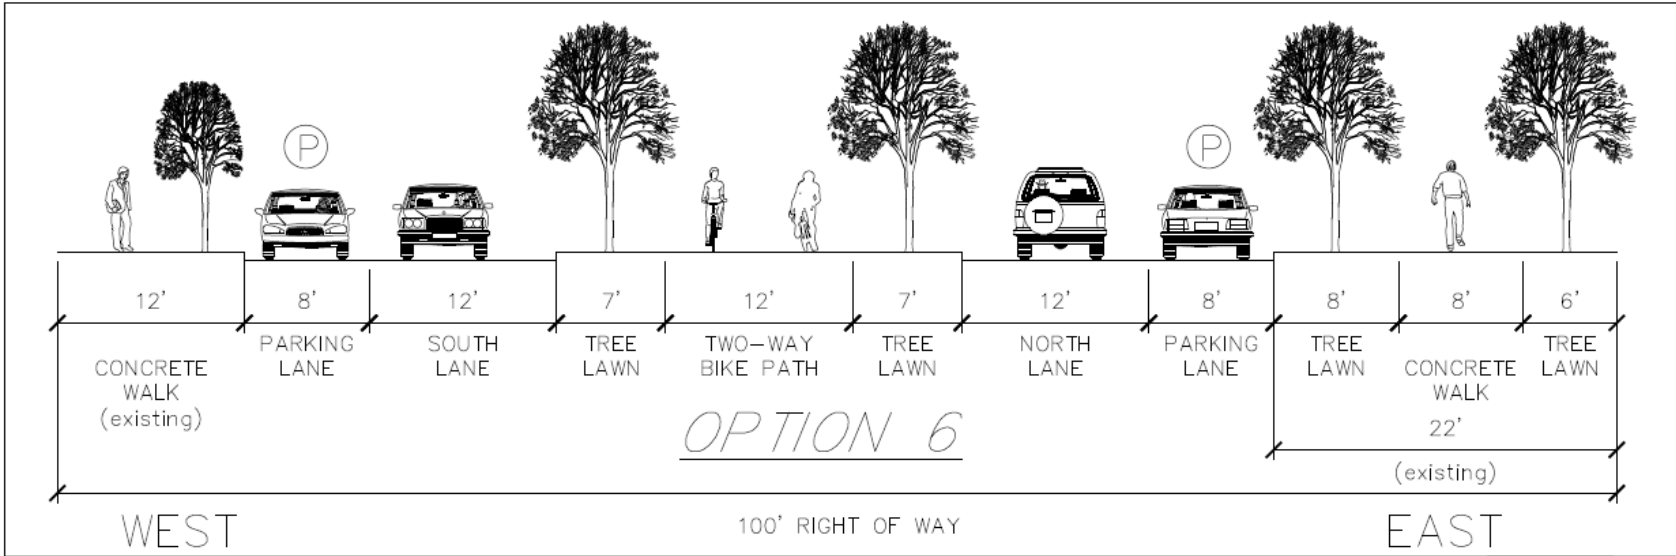 P
P
12' 8' 12' 7' 12' 7' 12' 8' 8' 8' 6'
CONCRETE
WALK
(existing)
PARKING
LANE
SOUTH
LANE
TREE
LAWN
TWO-WAY
BIKE PATH
TREE
LAWN
NORTH
LANE
PARKING
LANE
TREE
LAWN
CONCRETE
WALK
TREE
LAWN
22'
(existing)
OPTION 6
WEST
100' RIGHT OF WAY
EAST